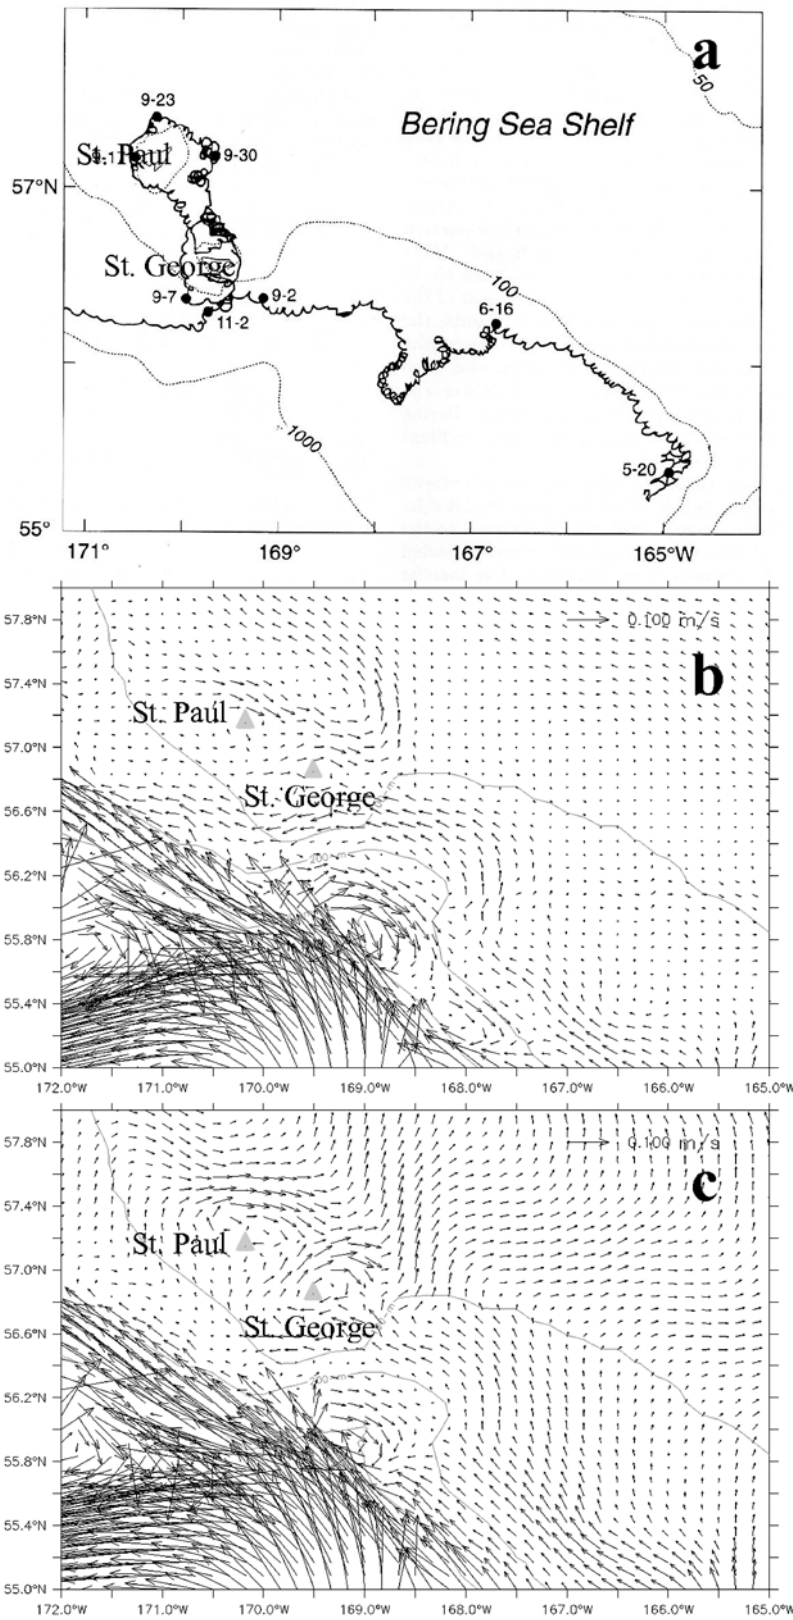 a
50
Bering Sea Shelf
9-23
St. Paul
9-30
57°N
St. George
100
9-7
9-2
6-16
11-2
1000
5-20
55°
171°
169°
167°
165°W
b
0.100 m/s
57.8°N
57.4°N
57.0°N
56.6°N
56.2°N
55.8°N
55.4°N
55.0°N
St. Paul
St. George
200 m
172.0°W
171.0°W
170.0°W
169.0°W
168.0°W
167.0°W
166.0°W
165.0°W
c
0.100 m/s
57.8°N
57.4°N
57.0°N
56.6°N
56.2°N
55.8°N
55.4°N
55.0°N
St. Paul
St. George
200 m
172.0°W
171.0°W
170.0°W
169.0°W
168.0°W
167.0°W
166.0°W
165.0°W